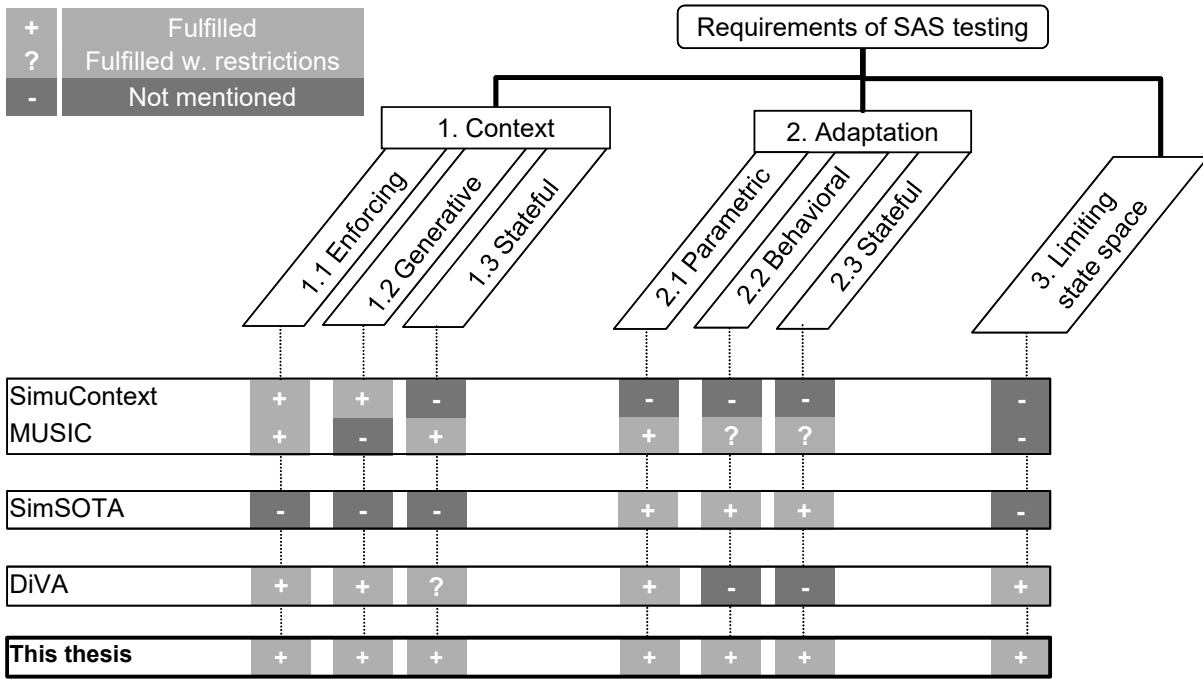 + Fulfilled
? Fulfilled w. restrictions
- Not mentioned
Requirements of SAS testing
1. Context
2. Adaptation
1.1 Enforcing
1.2 Generative
1.3 Stateful
2.1 Parametric
2.2 Behavioral
2.3 Stateful
3. Limiting
state space
SimuContext + + - - - - -
MUSIC + - + + ? ? -
SimSOTA - - - + + + -
DiVA + + ? + - - +
This thesis + + + + + + +